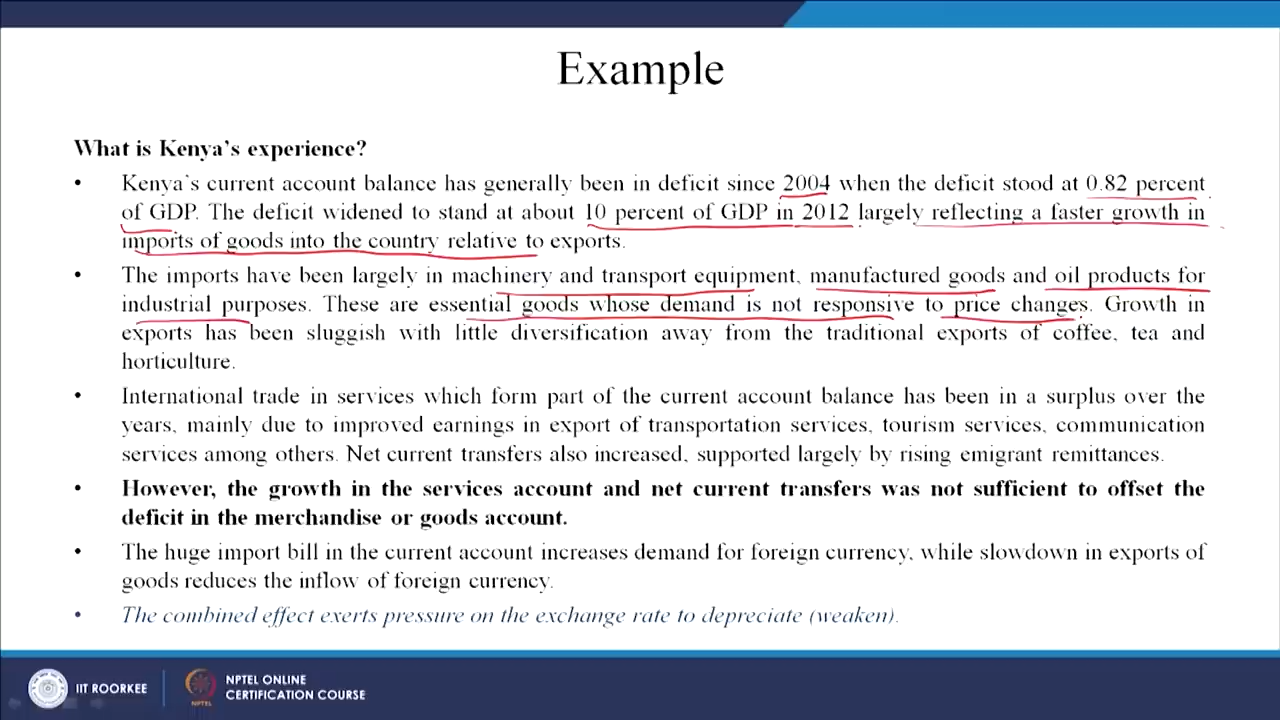 Example
What is Kenya's experience?
• Kenya's current account balance has generally been in deficit since 2004 when the deficit stood at 0.82 percent
of GDP. The deficit widened to stand at about 10 percent of GDP in 2012 largely reflecting a faster growth in
imports of goods into the country relative to exports.
• The imports have been largely in machinery and transport equipment, manufactured goods and oil products for
industrial purposes. These are essential goods whose demand is not responsive to price changes. Growth in
exports has been sluggish with little diversification away from the traditional exports of coffee, tea and
horticulture.
• International trade in services which form part of the current account balance has been in a surplus over the
years, mainly due to improved earnings in export of transportation services, tourism services, communication
services among others. Net current transfers also increased, supported largely by rising emigrant remittances.
• However, the growth in the services account and net current transfers was not sufficient to offset the
deficit in the merchandise or goods account.
• The huge import bill in the current account increases demand for foreign currency, while slowdown in exports of
goods reduces the inflow of foreign currency.
• The combined effect exerts pressure on the exchange rate to depreciate (weaken).
IIT ROORKEE
NPTEL
NPTEL ONLINE
CERTIFICATION COURSE